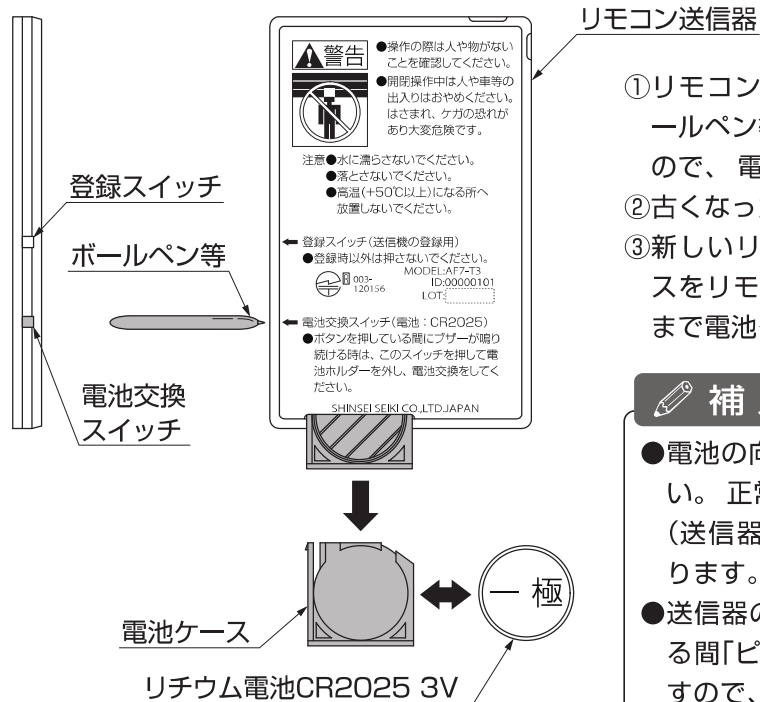 リモコン送信器
警告
●操作の際は人や物がない
ことを確認してください。
●開閉操作中は人や車等の
出入りはおやめください。
はさまれ、ケガの恐れが
あり大変危険です。
注意●水に濡らさないでください。
●落とさないでください。
●高温(+50℃以上)になる所へ
放置しないでください。
登録スイッチ(送信機の登録用)
●登録時以外は押さないでください。
003-
120156
MODEL:AF7-T3
ID:00000101
LOT:
電池交換スイッチ(電池:CR2025)
●ボタンを押している間にブザーが鳴り
続ける時は、このスイッチを押して電
池ホルダーを外し、電池交換をしてく
ださい。
SHINSEI SEIKI CO.,LTD.JAPAN
登録スイッチ
ボールペン等
電池交換
スイッチ
電池ケース
一極
リチウム電池CR2025 3V
①リモコン
ールペン
ので、電
②古くなっ
③新しいリ
スをリモ
まで電池
補
●電池の向
い。正常
(送信器
ります。
●送信器の
る間「ピ
すので、